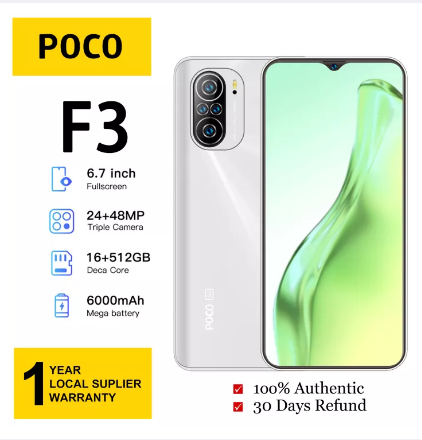 POCO
F3
6.7 inch
Fullscreen
24+48MP
Triple Camera
16+512GB
Deca Core
6000mAh
Mega battery
POCO
1 YEAR
LOCAL SUPLIER
WARRANTY
100% Authentic
30 Days Refund